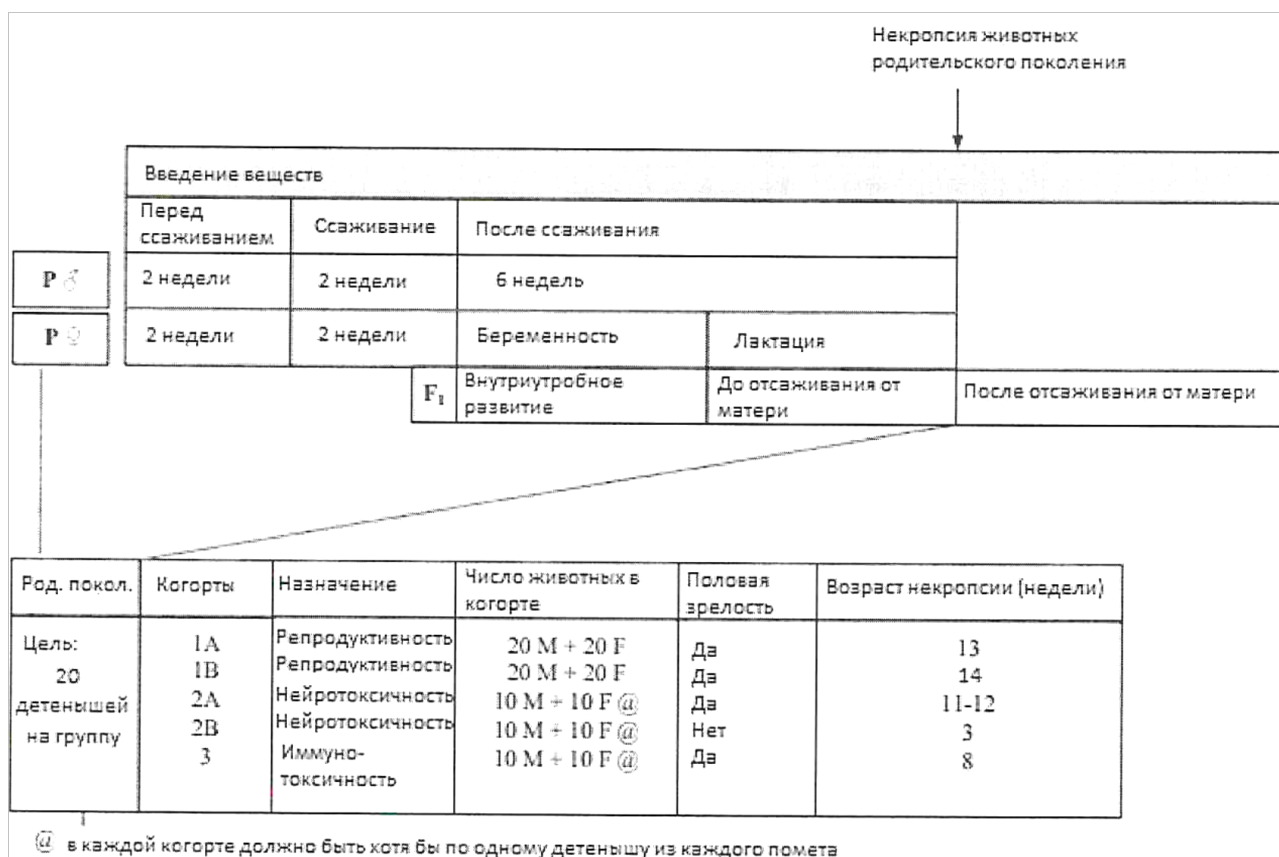 Некропсия животных
родительского поколения
Введение веществ
Перед
ссаживанием
Ссаживание
После ссаживания
P ♂
2 недели
2 недели
6 недель
P ♀
2 недели
2 недели
Беременность
Лактация
F₁
Внутриутробное
развитие
До отсаживания от
матери
После отсаживания от матери
Род. покол.
Когорты
Назначение
Число животных в
когорте
Половая
зрелость
Возраст некропсии (недели)
Цель:
20
детенышей
на группу
1A
Репродуктивность
20 M + 20 F
Да
13
1B
Репродуктивность
20 M + 20 F
Да
14
2A
Нейротоксичность
10 M + 10 F @
Да
11-12
2B
Нейротоксичность
10 M + 10 F @
Нет
3
3
Иммуно-
токсичность
10 M + 10 F @
Да
8
@ в каждой когорте должно быть хотя бы по одному детенышу из каждого помета